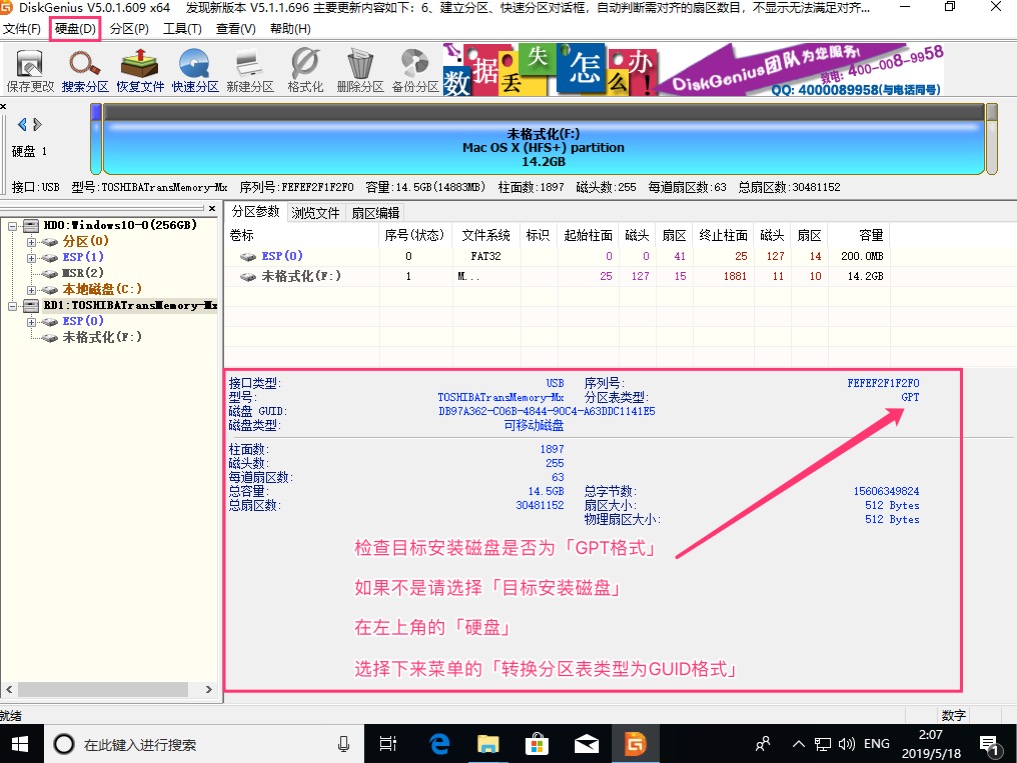 DiskGenius V5.0.1.609 x64 发现新版本 V5.1.1.696 主要更新内容如下：6、建立分区、快速分区对话框，自动判断需对齐的扇区数目，不显示无法满足对齐...
文件(F) 硬盘(D) 分区(P) 工具(T) 查看(V) 帮助(H)
保存更改 搜索分区 恢复文件 快速分区 新建分区 格式化 删除分区 备份分区
数据丢失怎么办!
DiskGenius团队为您服务!
致电: 400-008-9958
QQ: 4000089958(与电话同号)
未格式化(F:)
Mac OS X (HFS+) partition
14.2GB
硬盘 1
接口:USB 型号:TOSHIBATransMemory-Mx 序列号:FEFEF2F1F2F0 容量:14.5GB(14883MB) 柱面数:1897 磁头数:255 每道扇区数:63 总扇区数:30481152
HD0:Windows10-0(256GB)
分区(0)
ESP(1)
MSR(2)
本地磁盘(C:)
RD1:TOSHIBATransMemory-Mx
ESP(0)
未格式化(F:)
分区参数 浏览文件 扇区编辑
卷标 序号(状态) 文件系统 标识 起始柱面 磁头 扇区 终止柱面 磁头 扇区 容量
ESP(0) 0 FAT32 0 0 41 25 127 14 200.0MB
未格式化(F:) 1 M... 25 127 15 1881 11 10 14.2GB
接口类型: USB 序列号: FEFEF2F1F2F0
型号: TOSHIBATransMemory-Mx 分区表类型: GPT
磁盘 GUID: DB97A362-C06B-4844-90C4-A63DDC1141E5
磁盘类型: 可移动磁盘
柱面数: 1897
磁头数: 255
每道扇区数: 63
总容量: 14.5GB 总字节数: 15606349824
总扇区数: 30481152 扇区大小: 512 Bytes
物理扇区大小: 512 Bytes
检查目标安装磁盘是否为「GPT格式」
如果不是请选择「目标安装磁盘」
在左上角的「硬盘」
选择下来菜单的「转换分区表类型为GUID格式」
就绪 数字
在此键入进行搜索
ENG
2:07
2019/5/18
1